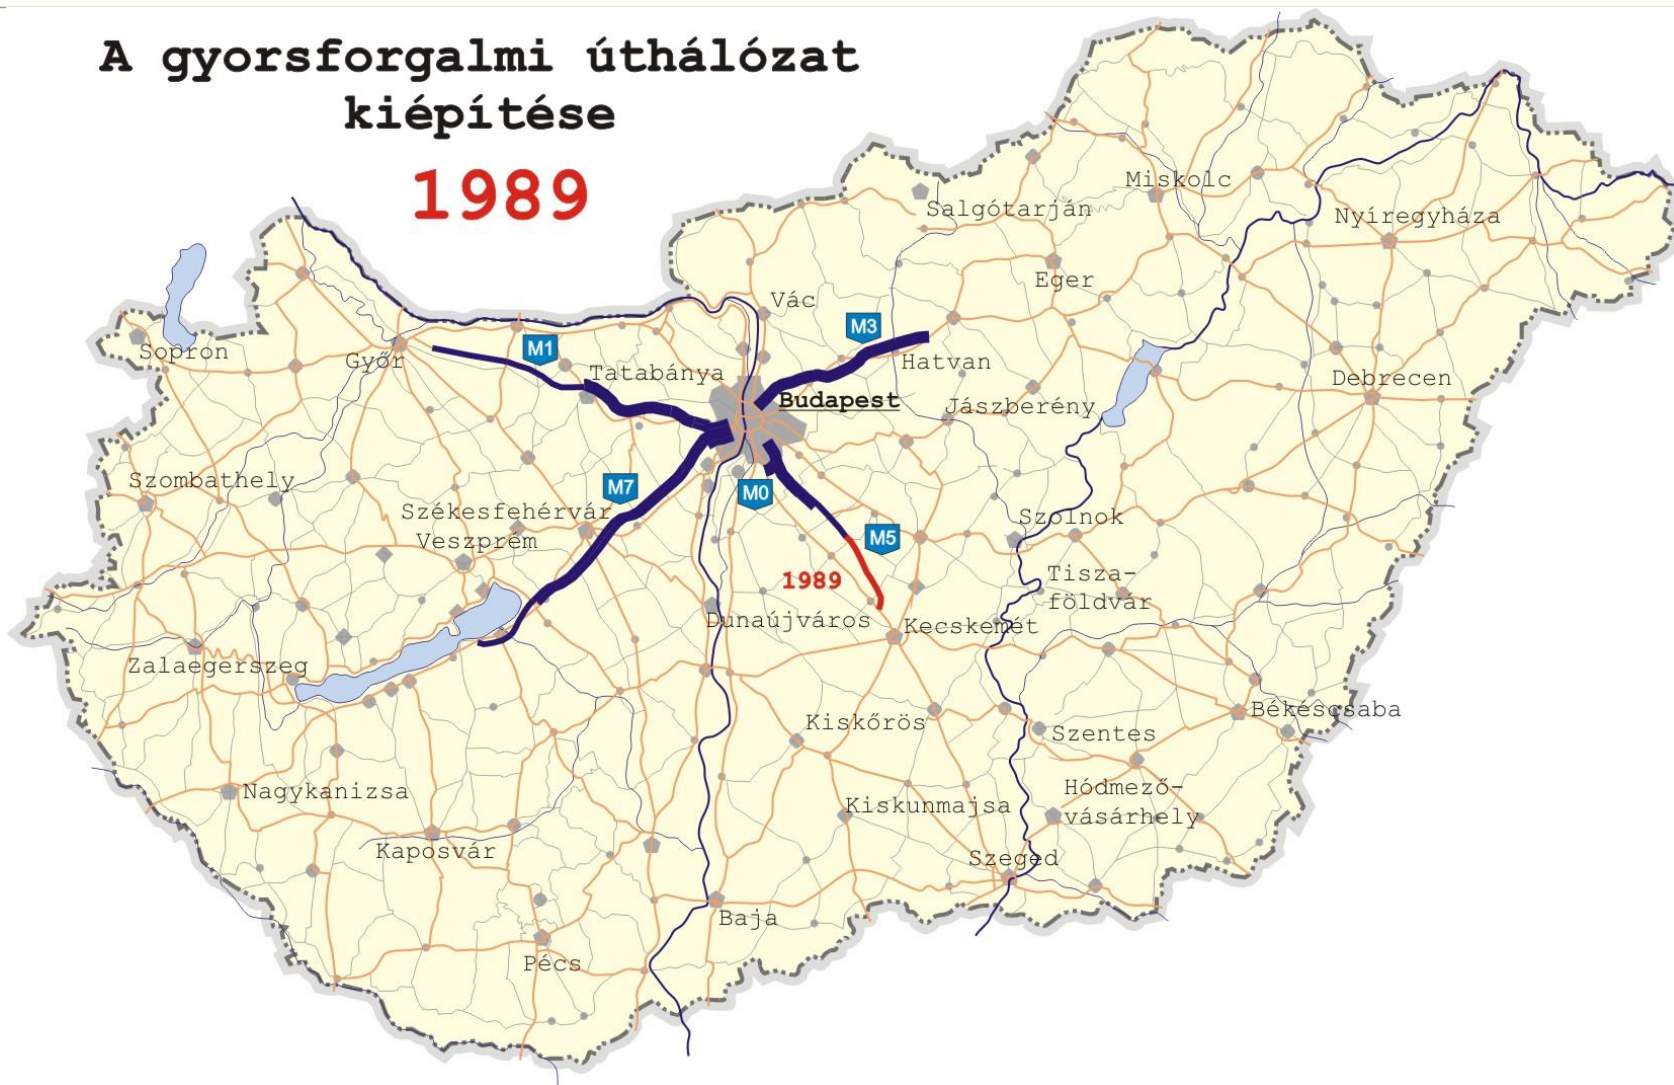 A gyorsforgalmi úthálózat
kiépítése
1989
Miskolc
Salgótarján
Nyíregyháza
Eger
Vác
M3
Sopron
Győr
M1
Tatabánya
Hatvan
Budapest
Jászberény
Debrecen
Szombathely
M7
M0
Székesfehérvár
Veszprém
M5
Szolnok
1989
Tisza-
földvár
Dunaújváros
Kecskemét
Zalaegerszeg
Kiskőrös
Szentes
Békéscsaba
Nagykanizsa
Hódmező-
vásárhely
Kiskunmajsa
Kaposvár
Szeged
Baja
Pécs